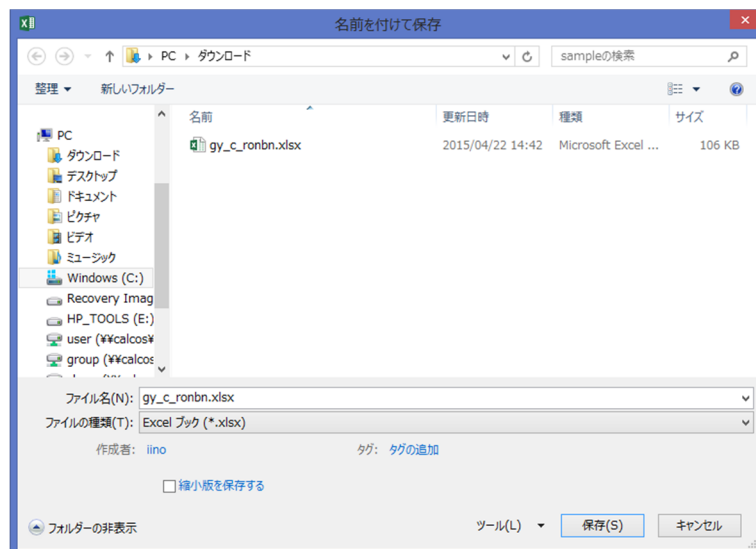 名前を付けて保存
PC ▸ ダウンロード
sampleの検索
整理
新しいフォルダー
名前
更新日時
種類
サイズ
PC
ダウンロード
デスクトップ
ドキュメント
ピクチャ
ビデオ
ミュージック
Windows (C:)
Recovery Imag
HP_TOOLS (E:)
user (¥¥calcos¥
group (¥¥calcos
gy_c_ronbn.xlsx
2015/04/22 14:42
Microsoft Excel ...
106 KB
ファイル名(N): gy_c_ronbn.xlsx
ファイルの種類(T): Excel ブック (*.xlsx)
作成者: iino
タグ: タグの追加
縮小版を保存する
フォルダーの非表示
ツール(L)
保存(S)
キャンセル